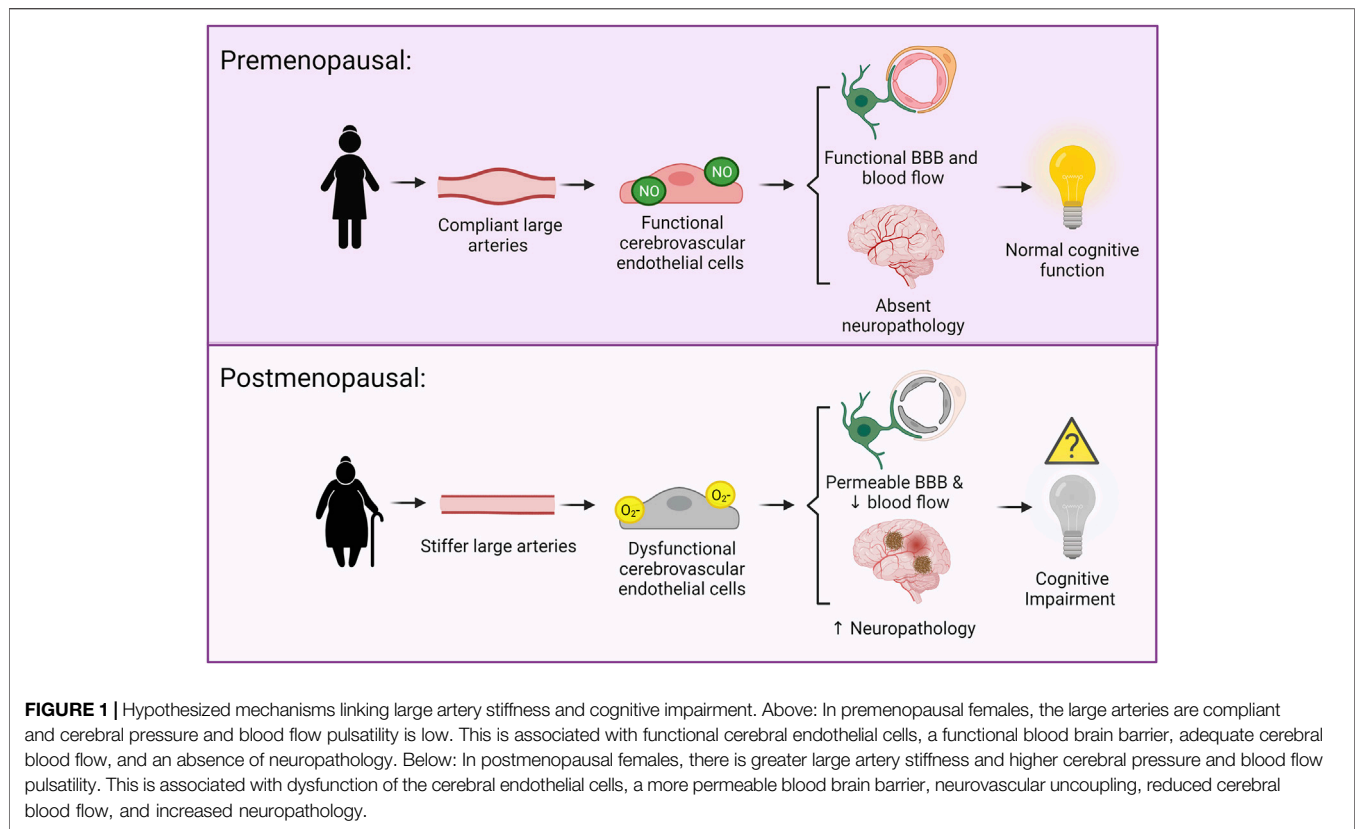 Premenopausal:
Compliant large
arteries
NO
NO
Functional
cerebrovascular
endothelial cells
Functional BBB and
blood flow
Absent
neuropathology
Normal cognitive
function
Postmenopausal:
Stiffer large arteries
O₂-
O₂-
Dysfunctional
cerebrovascular
endothelial cells
Permeable BBB &
↓ blood flow
↑ Neuropathology
?
Cognitive
Impairment
FIGURE 1 | Hypothesized mechanisms linking large artery stiffness and cognitive impairment. Above: In premenopausal females, the large arteries are compliant
and cerebral pressure and blood flow pulsatility is low. This is associated with functional cerebral endothelial cells, a functional blood brain barrier, adequate cerebral
blood flow, and an absence of neuropathology. Below: In postmenopausal females, there is greater large artery stiffness and higher cerebral pressure and blood flow
pulsatility. This is associated with dysfunction of the cerebral endothelial cells, a more permeable blood brain barrier, neurovascular uncoupling, reduced cerebral
blood flow, and increased neuropathology.